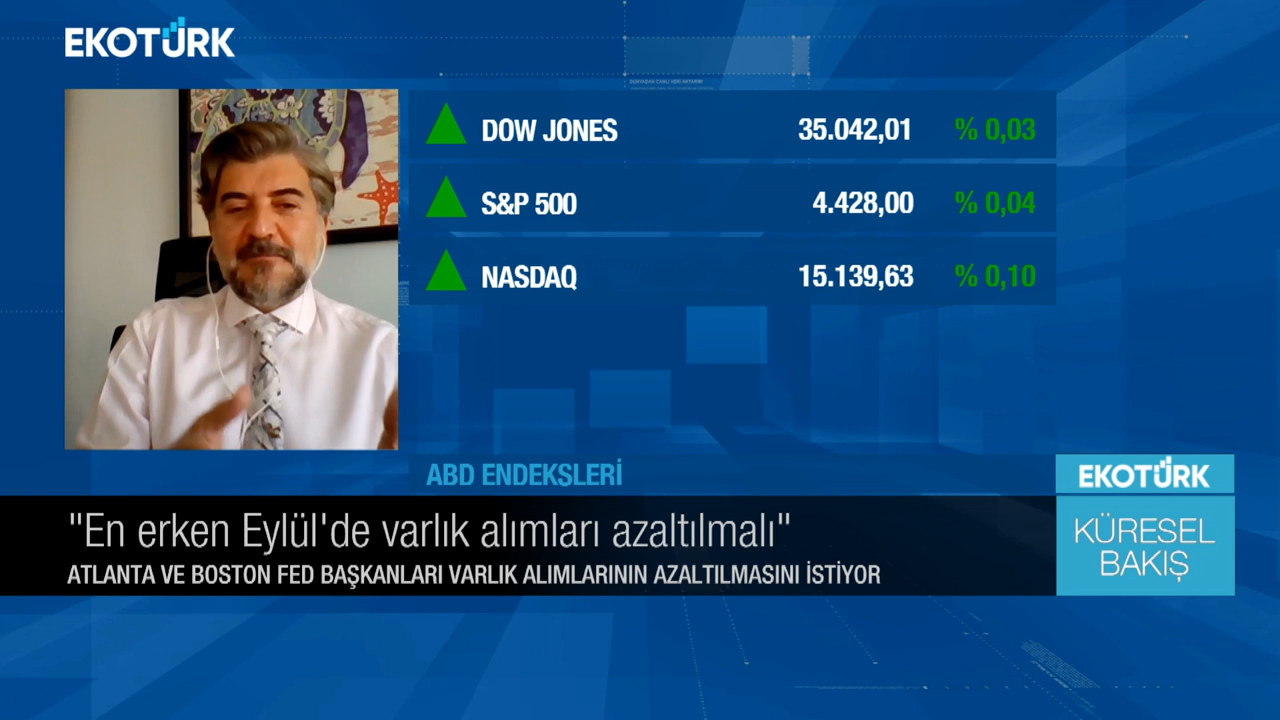 EKOTÜRK
DOW JONES 35.042,01 % 0,03
S&P 500 4.428,00 % 0,04
NASDAQ 15.139,63 % 0,10
ABD ENDEKSLERİ
EKOTÜRK
"En erken Eylül'de varlık alımları azaltılmalı"
ATLANTA VE BOSTON FED BAŞKANLARI VARLIK ALIMLARININ AZALTILMASINI İSTİYOR
KÜRESEL
BAKIŞ